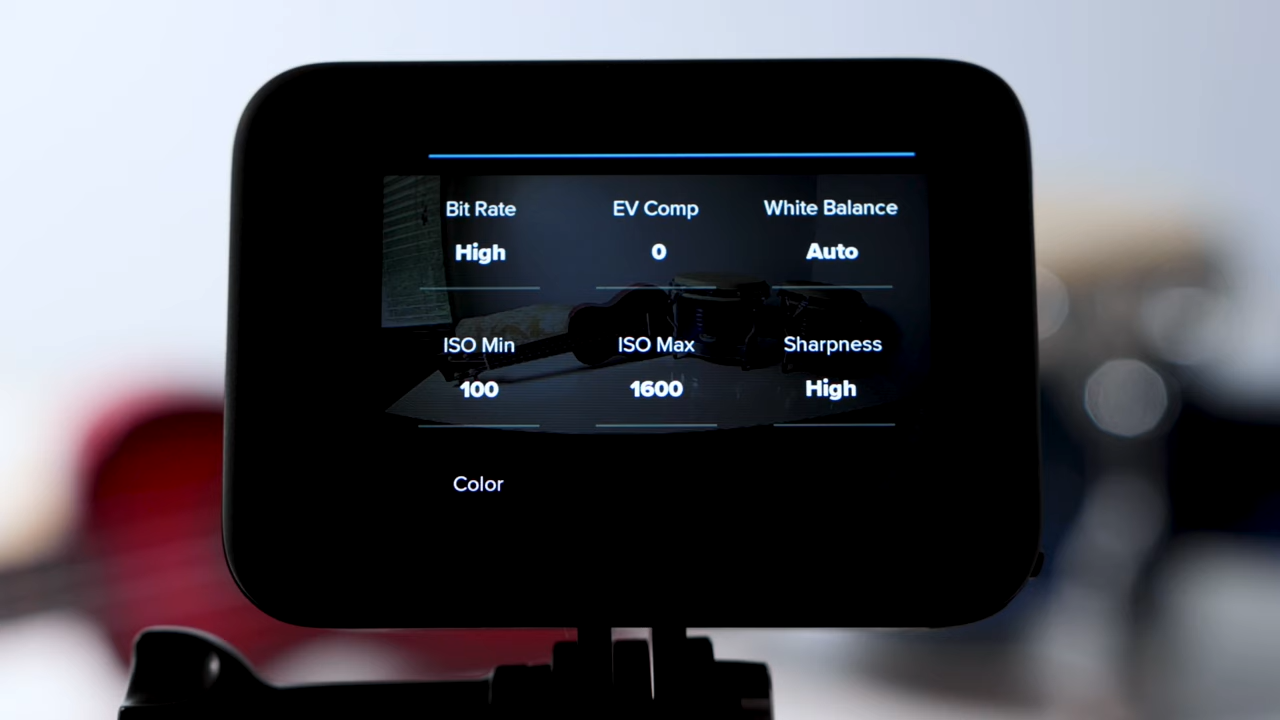 Bit Rate EV Comp White Balance
High 0 Auto
ISO Min ISO Max Sharpness
100 1600 High
Color